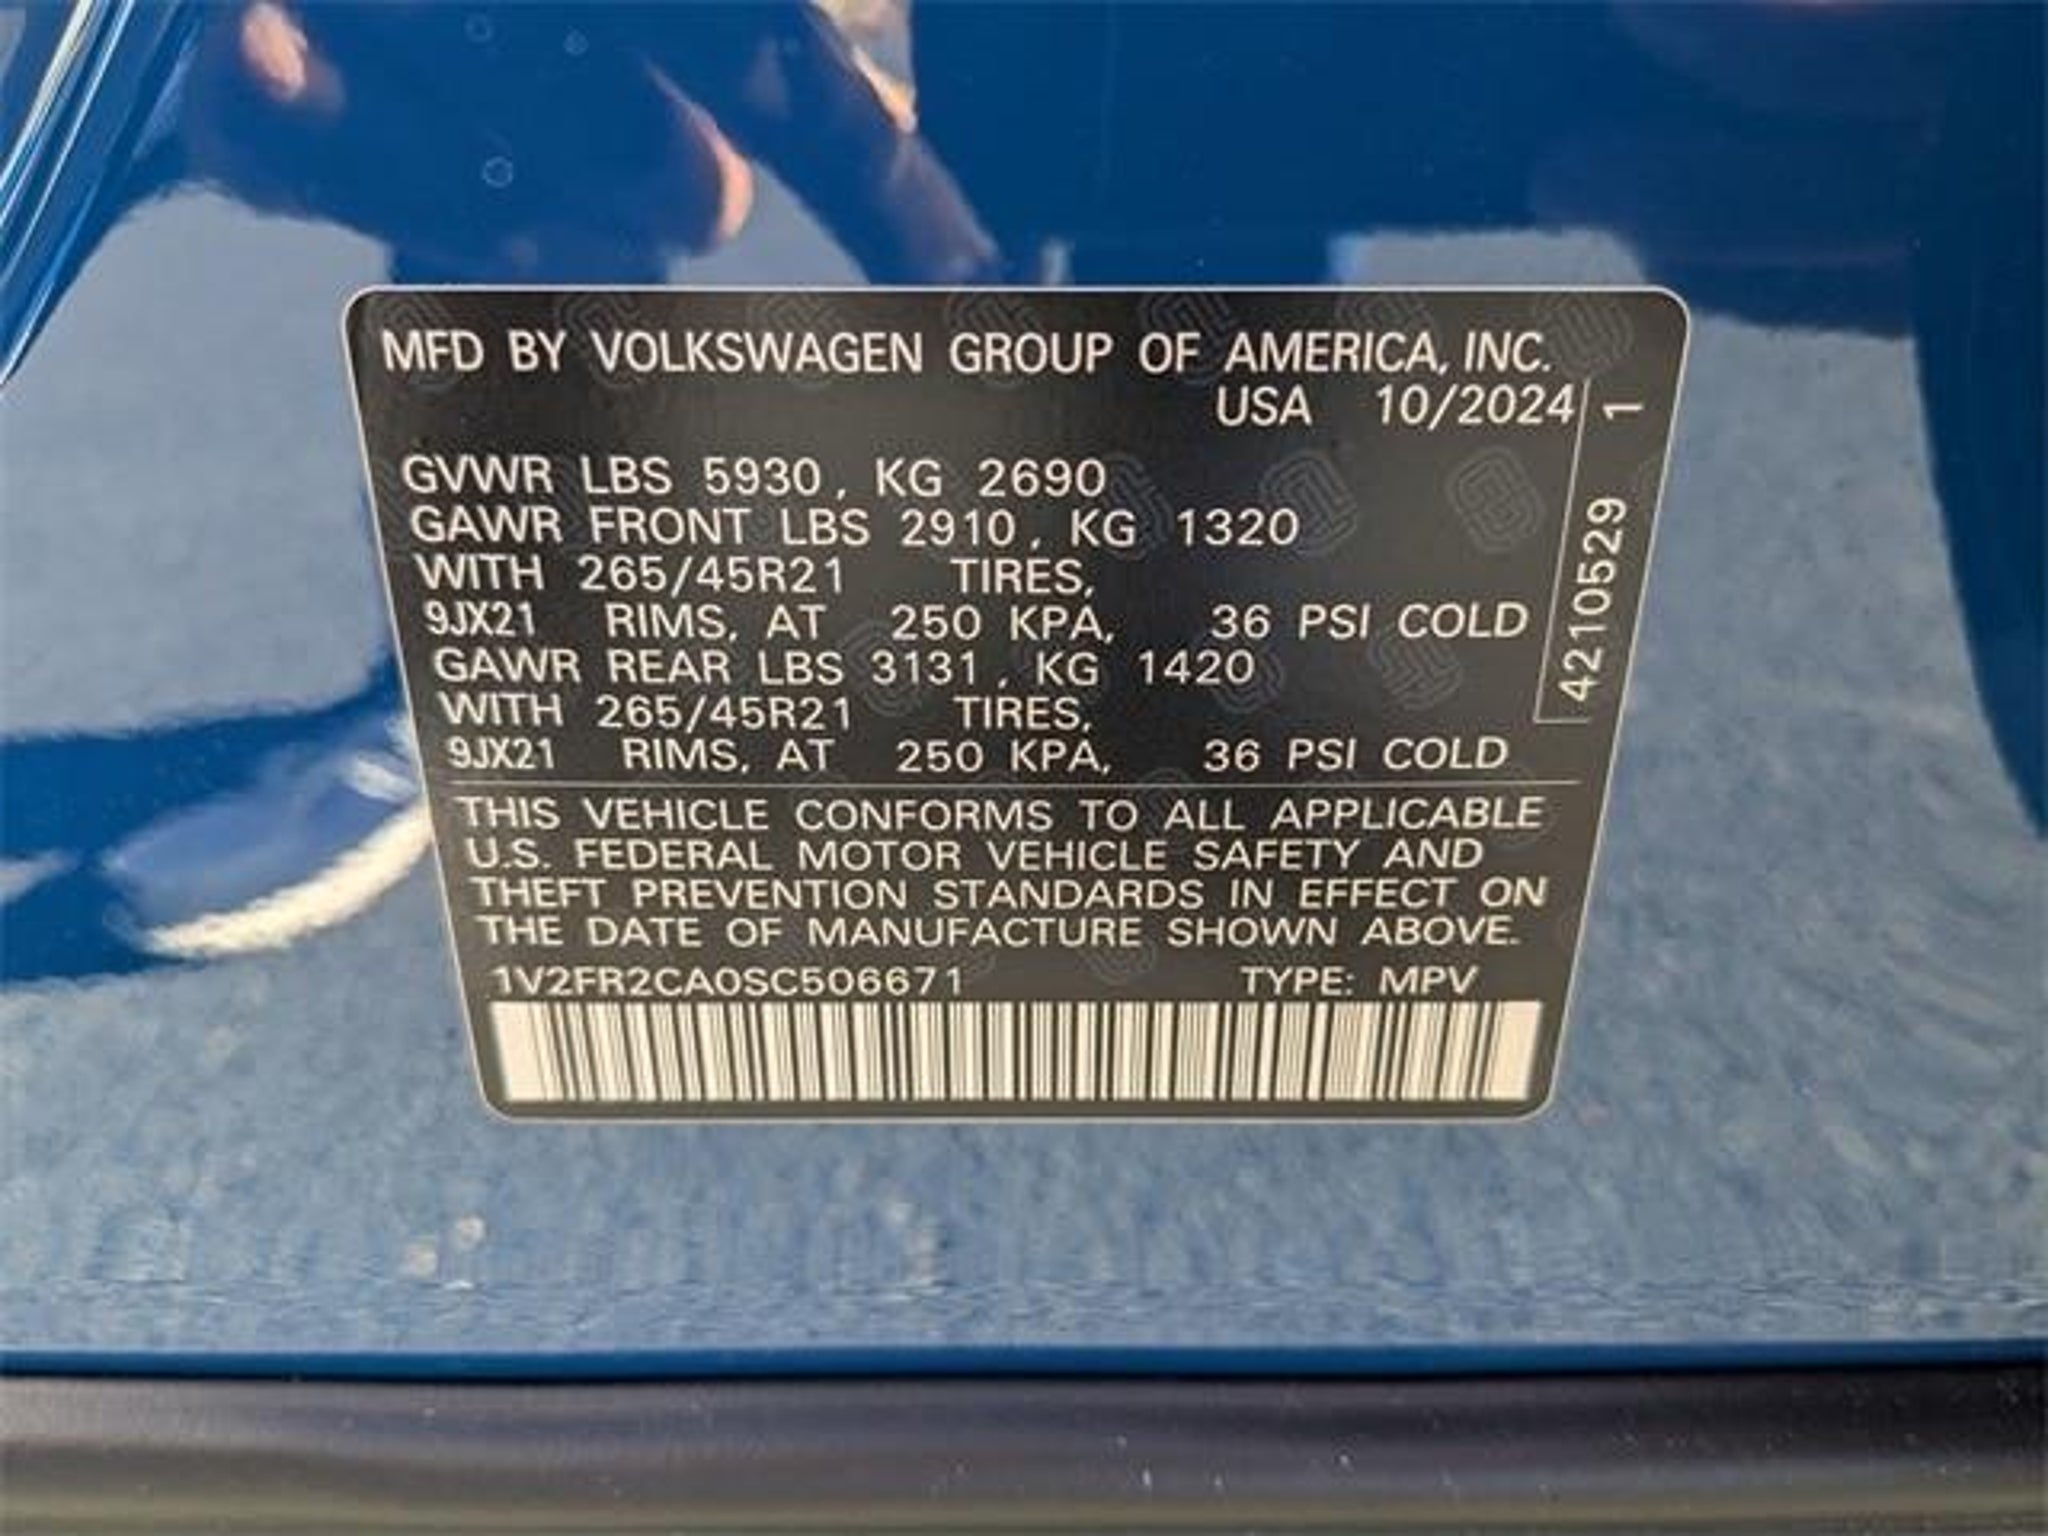 MFD BY VOLKSWAGEN GROUP OF AMERICA, INC.
USA 10/2024
GVWR LBS 5930, KG 2690
GAWR FRONT LBS 2910, KG 1320
WITH 265/45R21 TIRES,
9JX21 RIMS, AT 250 KPA, 36 PSI COLD
GAWR REAR LBS 3131, KG 1420
WITH 265/45R21 TIRES,
9JX21 RIMS, AT 250 KPA, 36 PSI COLD
4210529 1
THIS VEHICLE CONFORMS TO ALL APPLICABLE
U.S. FEDERAL MOTOR VEHICLE SAFETY AND
THEFT PREVENTION STANDARDS IN EFFECT ON
THE DATE OF MANUFACTURE SHOWN ABOVE.
1V2FR2CA0SC506671 TYPE: MPV